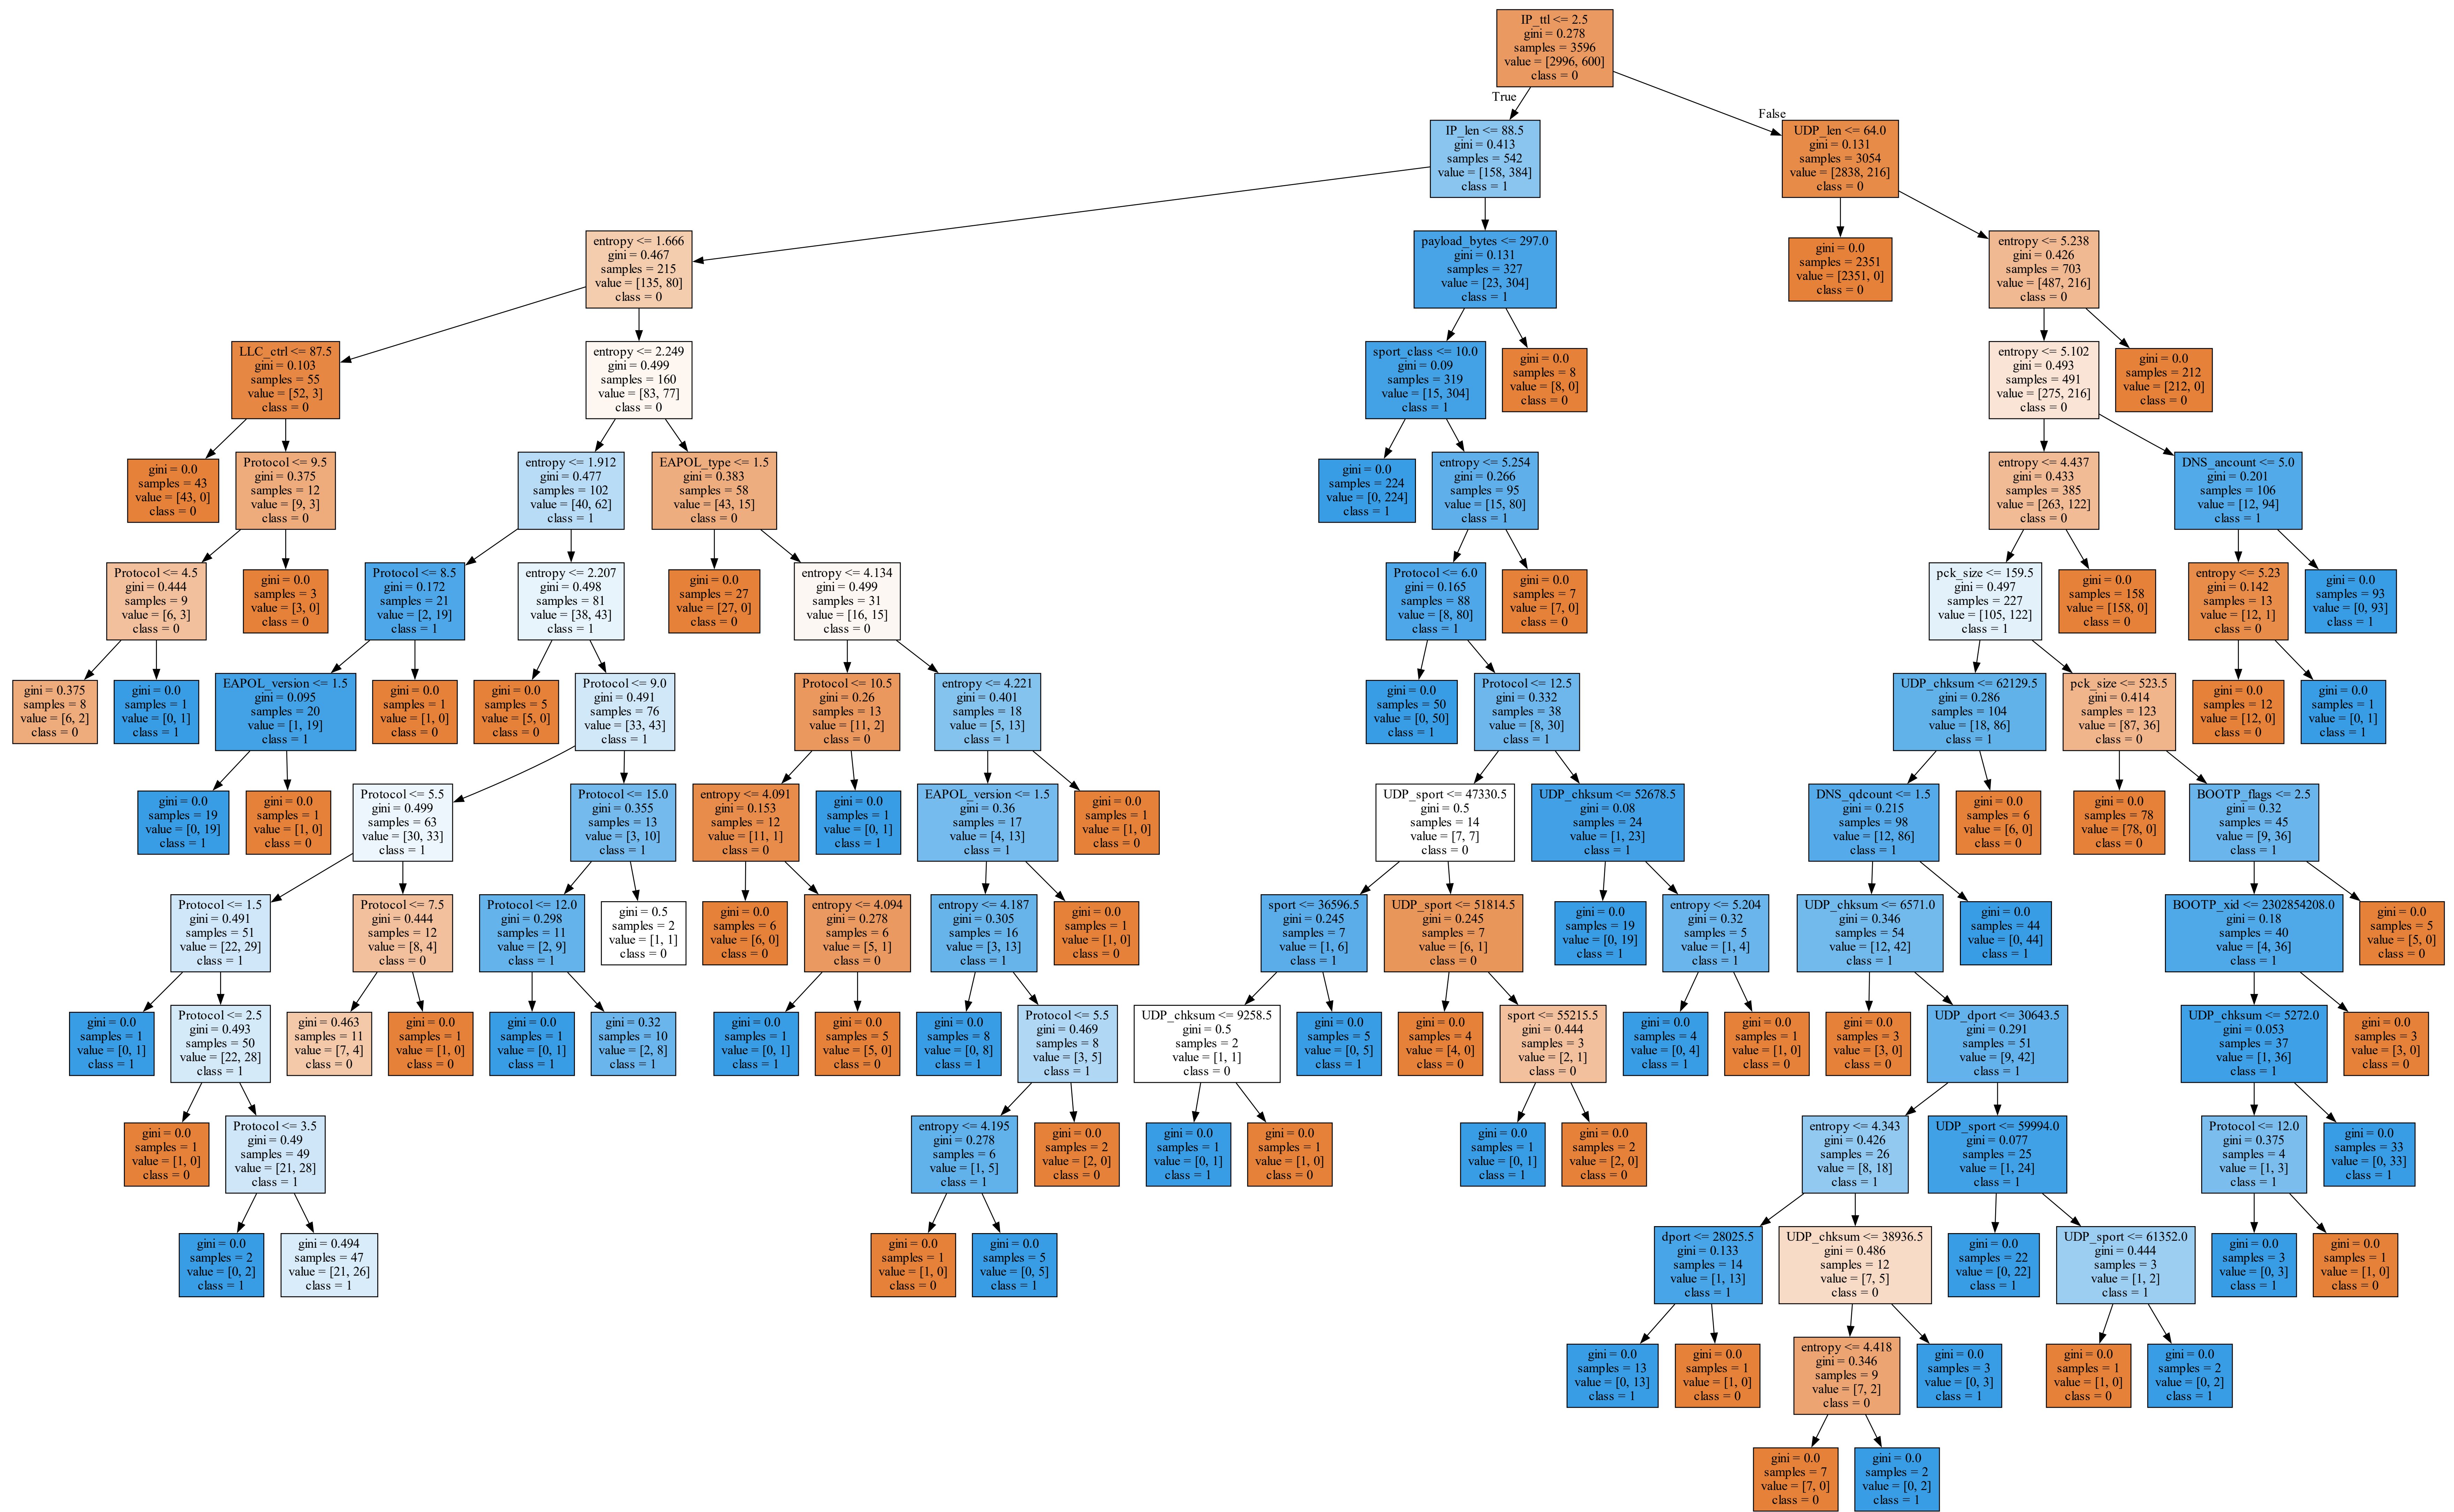 IP_ttl <= 2.5
gini = 0.278
samples = 3596
value = [2996, 600]
class = 0
True
False
IP_len <= 88.5
gini = 0.413
samples = 542
value = [158, 384]
class = 1
UDP_len <= 64.0
gini = 0.131
samples = 3054
value = [2838, 216]
class = 0
entropy <= 1.666
gini = 0.467
samples = 215
value = [135, 80]
class = 0
payload_bytes <= 297.0
gini = 0.131
samples = 327
value = [23, 304]
class = 1
gini = 0.0
samples = 2351
value = [2351, 0]
class = 0
entropy <= 5.238
gini = 0.426
samples = 703
value = [487, 216]
class = 0
LLC_ctrl <= 87.5
gini = 0.103
samples = 55
value = [52, 3]
class = 0
entropy <= 2.249
gini = 0.499
samples = 160
value = [83, 77]
class = 0
sport_class <= 10.0
gini = 0.09
samples = 319
value = [15, 304]
class = 1
gini = 0.0
samples = 8
value = [8, 0]
class = 0
entropy <= 5.102
gini = 0.493
samples = 491
value = [275, 216]
class = 0
gini = 0.0
samples = 212
value = [212, 0]
class = 0
gini = 0.0
samples = 43
value = [43, 0]
class = 0
Protocol <= 9.5
gini = 0.375
samples = 12
value = [9, 3]
class = 0
entropy <= 1.912
gini = 0.477
samples = 102
value = [40, 62]
class = 1
EAPOL_type <= 1.5
gini = 0.383
samples = 58
value = [43, 15]
class = 0
gini = 0.0
samples = 224
value = [0, 224]
class = 1
entropy <= 5.254
gini = 0.266
samples = 95
value = [15, 80]
class = 1
entropy <= 4.437
gini = 0.433
samples = 385
value = [263, 122]
class = 0
DNS_ancount <= 5.0
gini = 0.201
samples = 106
value = [12, 94]
class = 1
Protocol <= 4.5
gini = 0.444
samples = 9
value = [6, 3]
class = 0
gini = 0.0
samples = 3
value = [3, 0]
class = 0
Protocol <= 8.5
gini = 0.172
samples = 21
value = [2, 19]
class = 1
entropy <= 2.207
gini = 0.498
samples = 81
value = [38, 43]
class = 1
gini = 0.0
samples = 27
value = [27, 0]
class = 0
entropy <= 4.134
gini = 0.499
samples = 31
value = [16, 15]
class = 0
Protocol <= 6.0
gini = 0.165
samples = 88
value = [8, 80]
class = 1
gini = 0.0
samples = 7
value = [7, 0]
class = 0
pck_size <= 159.5
gini = 0.497
samples = 227
value = [105, 122]
class = 1
gini = 0.0
samples = 158
value = [158, 0]
class = 0
entropy <= 5.23
gini = 0.142
samples = 13
value = [12, 1]
class = 0
gini = 0.0
samples = 93
value = [0, 93]
class = 1
gini = 0.375
samples = 8
value = [6, 2]
class = 0
gini = 0.0
samples = 1
value = [0, 1]
class = 1
EAPOL_version <= 1.5
gini = 0.095
samples = 20
value = [1, 19]
class = 1
gini = 0.0
samples = 1
value = [1, 0]
class = 0
gini = 0.0
samples = 5
value = [5, 0]
class = 0
Protocol <= 9.0
gini = 0.491
samples = 76
value = [33, 43]
class = 1
Protocol <= 10.5
gini = 0.26
samples = 13
value = [11, 2]
class = 0
entropy <= 4.221
gini = 0.401
samples = 18
value = [5, 13]
class = 1
gini = 0.0
samples = 50
value = [0, 50]
class = 1
Protocol <= 12.5
gini = 0.332
samples = 38
value = [8, 30]
class = 1
UDP_chksum <= 62129.5
gini = 0.286
samples = 104
value = [18, 86]
class = 1
pck_size <= 523.5
gini = 0.414
samples = 123
value = [87, 36]
class = 0
gini = 0.0
samples = 12
value = [12, 0]
class = 0
gini = 0.0
samples = 1
value = [0, 1]
class = 1
gini = 0.0
samples = 19
value = [0, 19]
class = 1
gini = 0.0
samples = 1
value = [1, 0]
class = 0
Protocol <= 5.5
gini = 0.499
samples = 63
value = [30, 33]
class = 1
Protocol <= 15.0
gini = 0.355
samples = 13
value = [3, 10]
class = 1
entropy <= 4.091
gini = 0.153
samples = 12
value = [11, 1]
class = 0
gini = 0.0
samples = 1
value = [0, 1]
class = 1
EAPOL_version <= 1.5
gini = 0.36
samples = 17
value = [4, 13]
class = 1
gini = 0.0
samples = 1
value = [1, 0]
class = 0
UDP_sport <= 47330.5
gini = 0.5
samples = 14
value = [7, 7]
class = 0
UDP_chksum <= 52678.5
gini = 0.08
samples = 24
value = [1, 23]
class = 1
DNS_qdcount <= 1.5
gini = 0.215
samples = 98
value = [12, 86]
class = 1
gini = 0.0
samples = 6
value = [6, 0]
class = 0
gini = 0.0
samples = 78
value = [78, 0]
class = 0
BOOTP_flags <= 2.5
gini = 0.32
samples = 45
value = [9, 36]
class = 1
Protocol <= 1.5
gini = 0.491
samples = 51
value = [22, 29]
class = 1
Protocol <= 7.5
gini = 0.444
samples = 12
value = [8, 4]
class = 0
Protocol <= 12.0
gini = 0.298
samples = 11
value = [2, 9]
class = 1
gini = 0.5
samples = 2
value = [1, 1]
class = 0
gini = 0.0
samples = 6
value = [6, 0]
class = 0
entropy <= 4.094
gini = 0.278
samples = 6
value = [5, 1]
class = 0
entropy <= 4.187
gini = 0.305
samples = 16
value = [3, 13]
class = 1
gini = 0.0
samples = 1
value = [1, 0]
class = 0
sport <= 36596.5
gini = 0.245
samples = 7
value = [1, 6]
class = 1
UDP_sport <= 51814.5
gini = 0.245
samples = 7
value = [6, 1]
class = 0
gini = 0.0
samples = 19
value = [0, 19]
class = 1
entropy <= 5.204
gini = 0.32
samples = 5
value = [1, 4]
class = 1
UDP_chksum <= 6571.0
gini = 0.346
samples = 54
value = [12, 42]
class = 1
gini = 0.0
samples = 44
value = [0, 44]
class = 1
BOOTP_xid <= 2302854208.0
gini = 0.18
samples = 40
value = [4, 36]
class = 1
gini = 0.0
samples = 5
value = [5, 0]
class = 0
gini = 0.0
samples = 1
value = [0, 1]
class = 1
Protocol <= 2.5
gini = 0.493
samples = 50
value = [22, 28]
class = 1
gini = 0.463
samples = 11
value = [7, 4]
class = 0
gini = 0.0
samples = 1
value = [1, 0]
class = 0
gini = 0.0
samples = 1
value = [0, 1]
class = 1
gini = 0.32
samples = 10
value = [2, 8]
class = 1
gini = 0.0
samples = 1
value = [0, 1]
class = 1
gini = 0.0
samples = 5
value = [5, 0]
class = 0
gini = 0.0
samples = 8
value = [0, 8]
class = 1
Protocol <= 5.5
gini = 0.469
samples = 8
value = [3, 5]
class = 1
UDP_chksum <= 9258.5
gini = 0.5
samples = 2
value = [1, 1]
class = 0
gini = 0.0
samples = 5
value = [0, 5]
class = 1
gini = 0.0
samples = 4
value = [4, 0]
class = 0
sport <= 55215.5
gini = 0.444
samples = 3
value = [2, 1]
class = 0
gini = 0.0
samples = 4
value = [0, 4]
class = 1
gini = 0.0
samples = 1
value = [1, 0]
class = 0
gini = 0.0
samples = 3
value = [3, 0]
class = 0
UDP_dport <= 30643.5
gini = 0.291
samples = 51
value = [9, 42]
class = 1
UDP_chksum <= 5272.0
gini = 0.053
samples = 37
value = [1, 36]
class = 1
gini = 0.0
samples = 3
value = [3, 0]
class = 0
gini = 0.0
samples = 1
value = [1, 0]
class = 0
Protocol <= 3.5
gini = 0.49
samples = 49
value = [21, 28]
class = 1
entropy <= 4.195
gini = 0.278
samples = 6
value = [1, 5]
class = 1
gini = 0.0
samples = 2
value = [2, 0]
class = 0
gini = 0.0
samples = 1
value = [0, 1]
class = 1
gini = 0.0
samples = 1
value = [1, 0]
class = 0
gini = 0.0
samples = 1
value = [0, 1]
class = 1
gini = 0.0
samples = 2
value = [2, 0]
class = 0
entropy <= 4.343
gini = 0.426
samples = 26
value = [8, 18]
class = 1
UDP_sport <= 59994.0
gini = 0.077
samples = 25
value = [1, 24]
class = 1
Protocol <= 12.0
gini = 0.375
samples = 4
value = [1, 3]
class = 1
gini = 0.0
samples = 33
value = [0, 33]
class = 1
gini = 0.0
samples = 2
value = [0, 2]
class = 1
gini = 0.494
samples = 47
value = [21, 26]
class = 1
gini = 0.0
samples = 1
value = [1, 0]
class = 0
gini = 0.0
samples = 5
value = [0, 5]
class = 1
dport <= 28025.5
gini = 0.133
samples = 14
value = [1, 13]
class = 1
UDP_chksum <= 38936.5
gini = 0.486
samples = 12
value = [7, 5]
class = 0
gini = 0.0
samples = 22
value = [0, 22]
class = 1
UDP_sport <= 61352.0
gini = 0.444
samples = 3
value = [1, 2]
class = 1
gini = 0.0
samples = 3
value = [0, 3]
class = 1
gini = 0.0
samples = 1
value = [1, 0]
class = 0
gini = 0.0
samples = 13
value = [0, 13]
class = 1
gini = 0.0
samples = 1
value = [1, 0]
class = 0
entropy <= 4.418
gini = 0.346
samples = 9
value = [7, 2]
class = 0
gini = 0.0
samples = 3
value = [0, 3]
class = 1
gini = 0.0
samples = 1
value = [1, 0]
class = 0
gini = 0.0
samples = 2
value = [0, 2]
class = 1
gini = 0.0
samples = 7
value = [7, 0]
class = 0
gini = 0.0
samples = 2
value = [0, 2]
class = 1